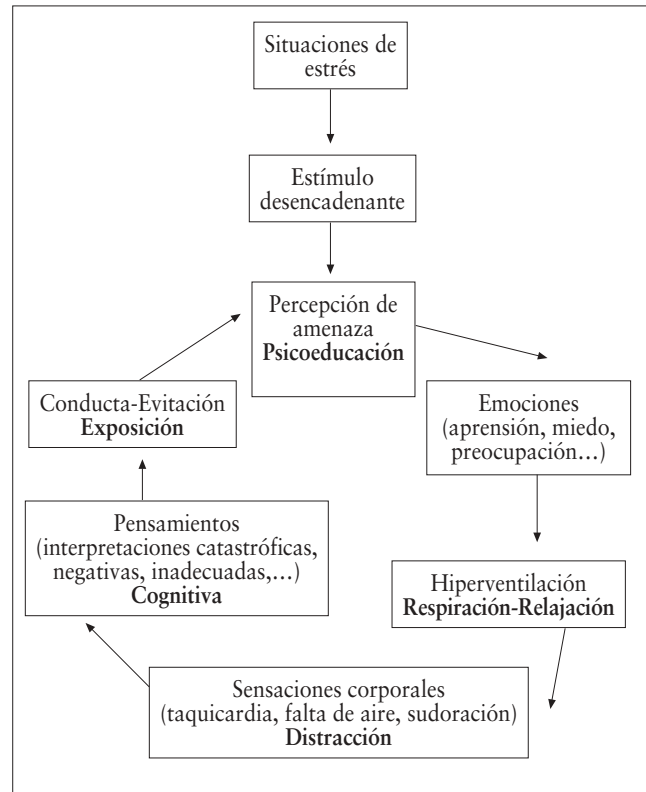 Situaciones de
estrés
Estímulo
desencadenante
Percepción de
amenaza
Psicoeducación
Emociones
(aprensión, miedo,
preocupación...)
Hiperventilación
Respiración-Relajación
Sensaciones corporales
(taquicardia, falta de aire, sudoración)
Distracción
Pensamientos
(interpretaciones catastróficas,
negativas, inadecuadas,...)
Cognitiva
Conducta-Evitación
Exposición